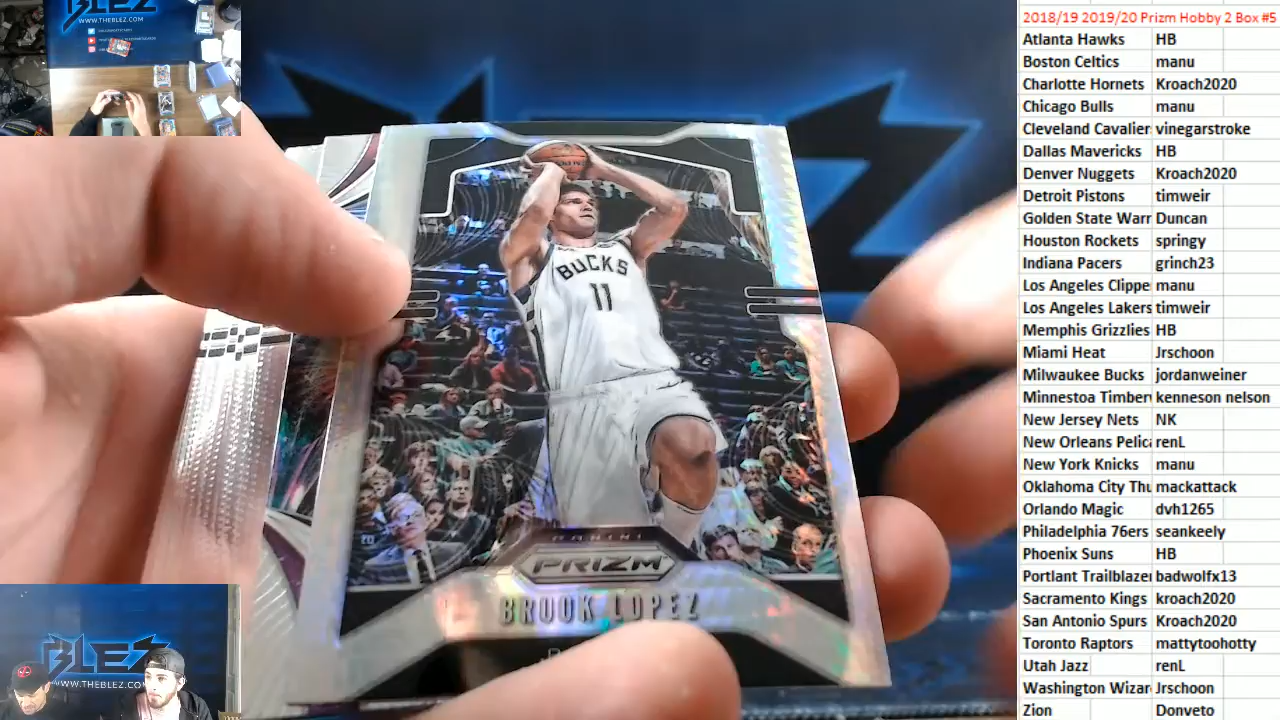 BLEZ
WWW.THEBLEZ.COM
BUCKS
11
PANINI
PRIZM
BROOK LOPEZ
BLEZ
WWW.THEBLEZ.COM
2018/19 2019/20 Prizm Hobby 2 Box #5
Atlanta Hawks HB
Boston Celtics manu
Charlotte Hornets Kroach2020
Chicago Bulls manu
Cleveland Cavalier vinegarstroke
Dallas Mavericks HB
Denver Nuggets Kroach2020
Detroit Pistons timweir
Golden State Warr Duncan
Houston Rockets springy
Indiana Pacers grinch23
Los Angeles Clippe manu
Los Angeles Lakers timweir
Memphis Grizzlies HB
Miami Heat Jrschoon
Milwaukee Bucks jordanweiner
Minnestoa Timber kenneson nelson
New Jersey Nets NK
New Orleans Pelic renL
New York Knicks manu
Oklahoma City Thu mackattack
Orlando Magic dvh1265
Philadelphia 76ers seankeely
Phoenix Suns HB
Portlant Trailblaze badwolfx13
Sacramento Kings kroach2020
San Antonio Spurs Kroach2020
Toronto Raptors mattytoohotty
Utah Jazz renL
Washington Wizar Jrschoon
Zion Donveto